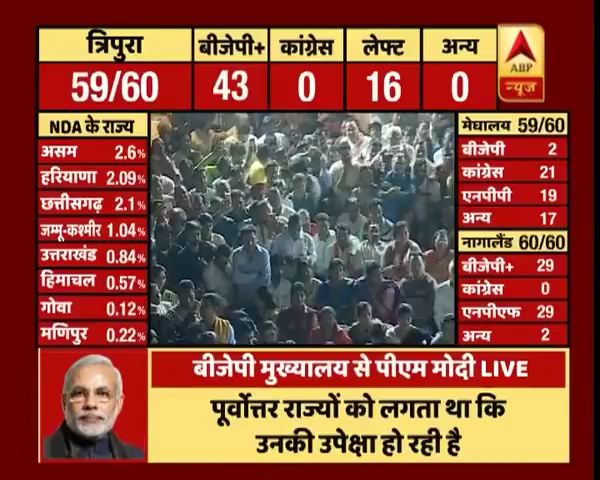 त्रिपुरा बीजेपी+ कांग्रेस लेफ्ट अन्य
59/60 43 0 16 0
ABP
न्यूज़
NDA के राज्य
असम 2.6%
हरियाणा 2.09%
छत्तीसगढ़ 2.1%
जम्मू-कश्मीर 1.04%
उत्तराखंड 0.84%
हिमाचल 0.57%
गोवा 0.12%
मणिपुर 0.22%
मेघालय 59/60
बीजेपी 2
कांग्रेस 21
एनपीपी 19
अन्य 17
नागालैंड 60/60
बीजेपी+ 29
कांग्रेस 0
एनपीएफ 29
अन्य 2
बीजेपी मुख्यालय से पीएम मोदी LIVE
पूर्वोत्तर राज्यों को लगता था कि
उनकी उपेक्षा हो रही है